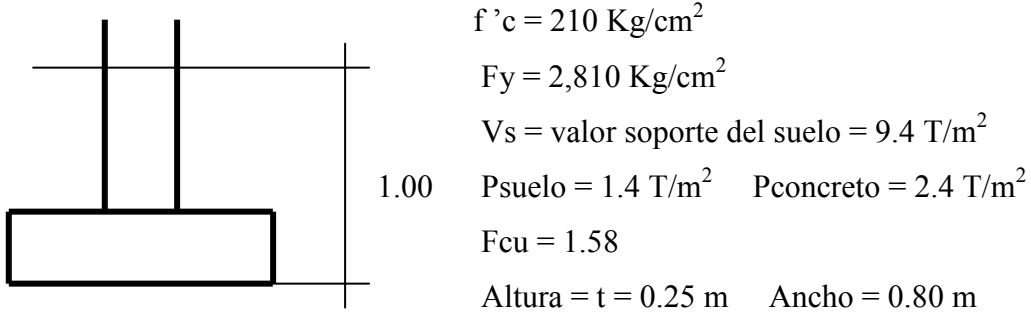 f ’c = 210 Kg/cm²
Fy = 2,810 Kg/cm²
Vs = valor soporte del suelo = 9.4 T/m²
1.00 Psuelo = 1.4 T/m² Pconcreto = 2.4 T/m²
Fcu = 1.58
Altura = t = 0.25 m Ancho = 0.80 m